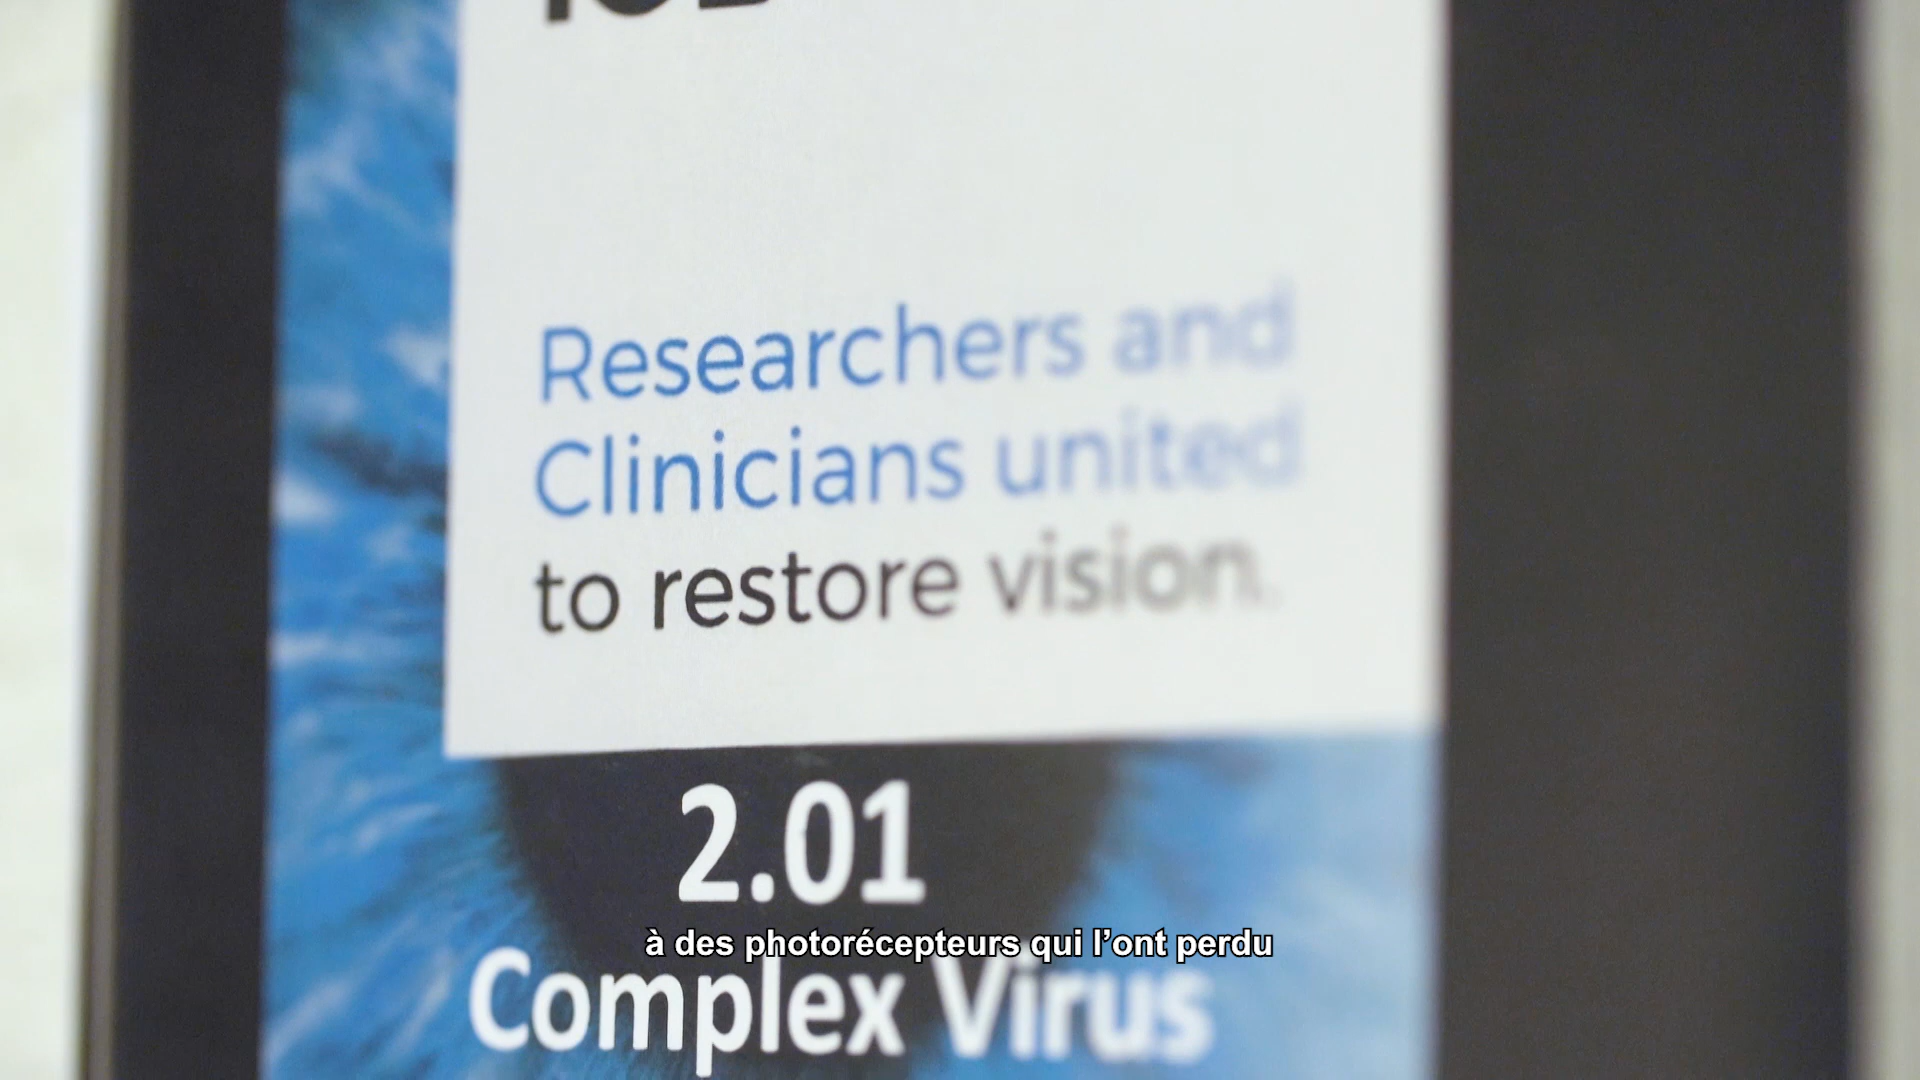 Researchers and
Clinicians united
to restore vision.
2.01
à des photorécepteurs qui l’ont perdu
Complex Virus